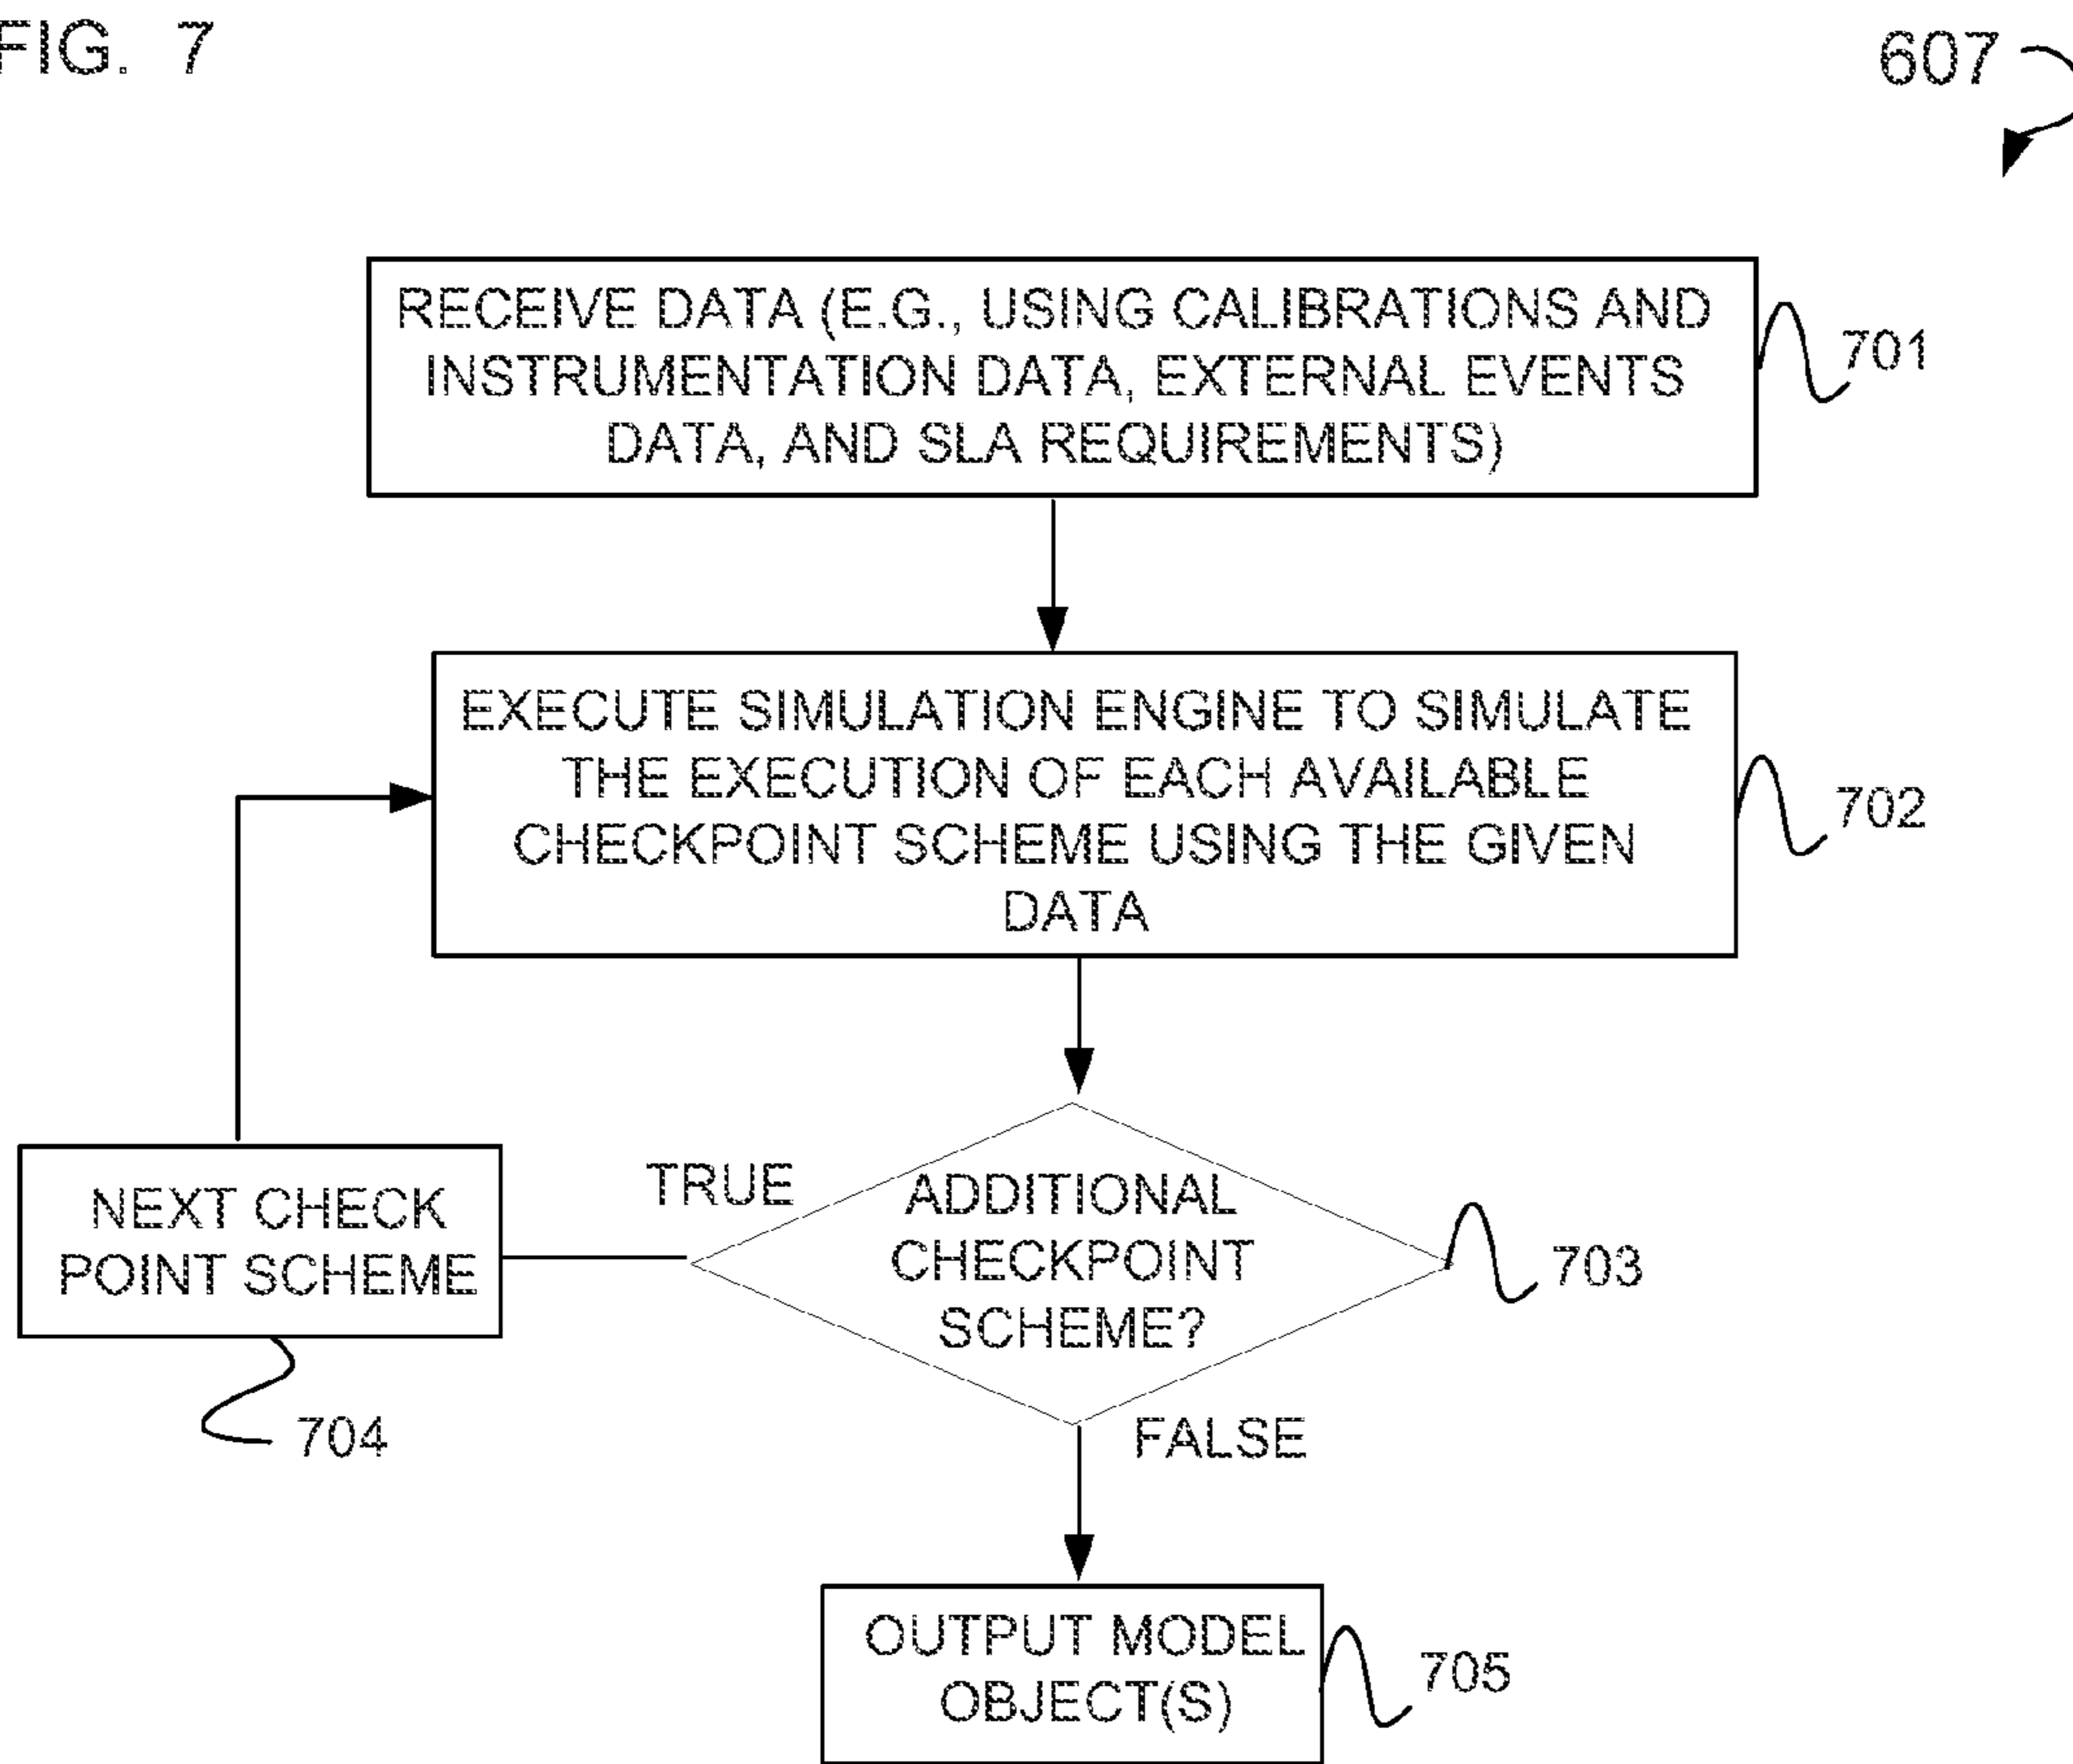 FIG. 7
607
RECEIVE DATA (E.G., USING CALIBRATIONS AND
INSTRUMENTATION DATA, EXTERNAL EVENTS
DATA, AND SLA REQUIREMENTS)
701
EXECUTE SIMULATION ENGINE TO SIMULATE
THE EXECUTION OF EACH AVAILABLE
CHECKPOINT SCHEME USING THE GIVEN
DATA
702
TRUE
ADDITIONAL
CHECKPOINT
SCHEME?
703
NEXT CHECK
POINT SCHEME
704
FALSE
OUTPUT MODEL
OBJECT(S)
705